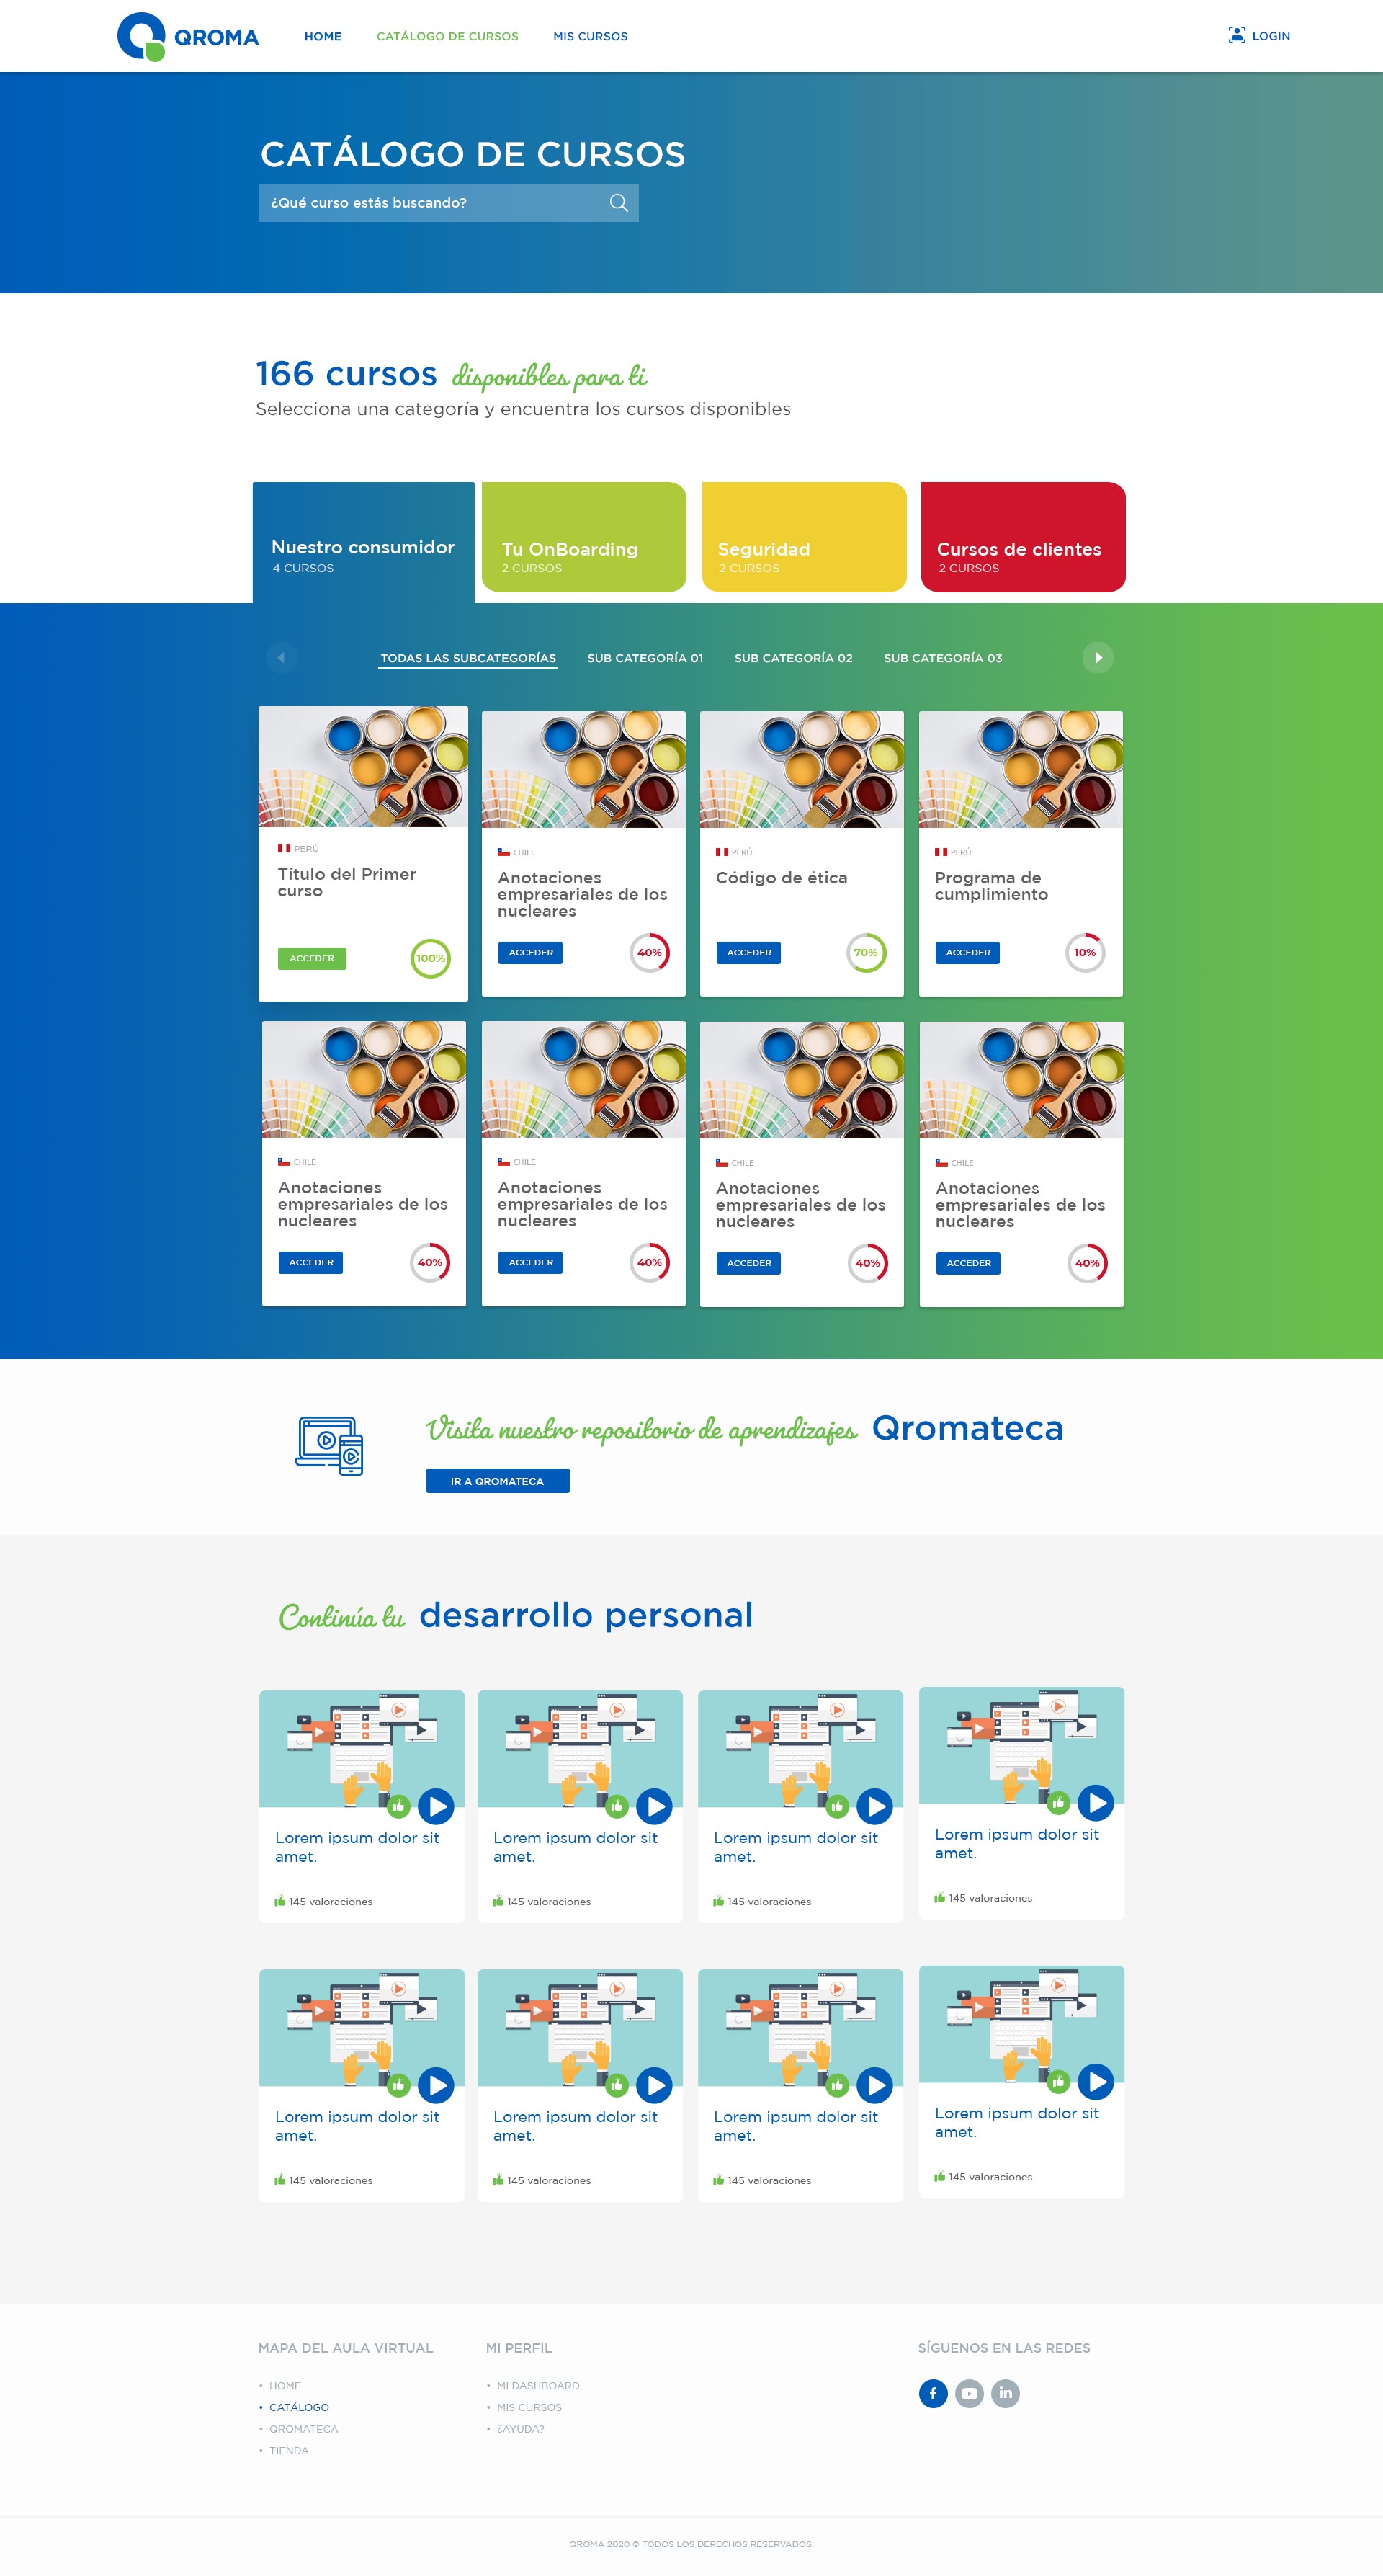 QROMA
HOME
CATÁLOGO DE CURSOS
MIS CURSOS
LOGIN
CATÁLOGO DE CURSOS
¿Qué curso estás buscando?
166 cursos disponibles para ti
Selecciona una categoría y encuentra los cursos disponibles
Nuestro consumidor
4 CURSOS
Tu OnBoarding
2 CURSOS
Seguridad
2 CURSOS
Cursos de clientes
2 CURSOS
TODAS LAS SUBCATEGORÍAS
SUB CATEGORÍA 01
SUB CATEGORÍA 02
SUB CATEGORÍA 03
PERÚ
Título del Primer
curso
ACCEDER
100%
CHILE
Anotaciones
empresariales de los
nucleares
ACCEDER
40%
PERÚ
Código de ética
ACCEDER
70%
PERÚ
Programa de
cumplimiento
ACCEDER
10%
CHILE
Anotaciones
empresariales de los
nucleares
ACCEDER
40%
CHILE
Anotaciones
empresariales de los
nucleares
ACCEDER
40%
CHILE
Anotaciones
empresariales de los
nucleares
ACCEDER
40%
CHILE
Anotaciones
empresariales de los
nucleares
ACCEDER
40%
Visita nuestro repositorio de aprendizajes Qromateca
IR A QROMATECA
Continúa tu desarrollo personal
Lorem ipsum dolor sit
amet.
145 valoraciones
Lorem ipsum dolor sit
amet.
145 valoraciones
Lorem ipsum dolor sit
amet.
145 valoraciones
Lorem ipsum dolor sit
amet.
145 valoraciones
Lorem ipsum dolor sit
amet.
145 valoraciones
Lorem ipsum dolor sit
amet.
145 valoraciones
Lorem ipsum dolor sit
amet.
145 valoraciones
Lorem ipsum dolor sit
amet.
145 valoraciones
MAPA DEL AULA VIRTUAL
• HOME
• CATÁLOGO
• QROMATECA
• TIENDA
MI PERFIL
• MI DASHBOARD
• MIS CURSOS
• ¿AYUDA?
SÍGUENOS EN LAS REDES
QROMA 2020 © TODOS LOS DERECHOS RESERVADOS.